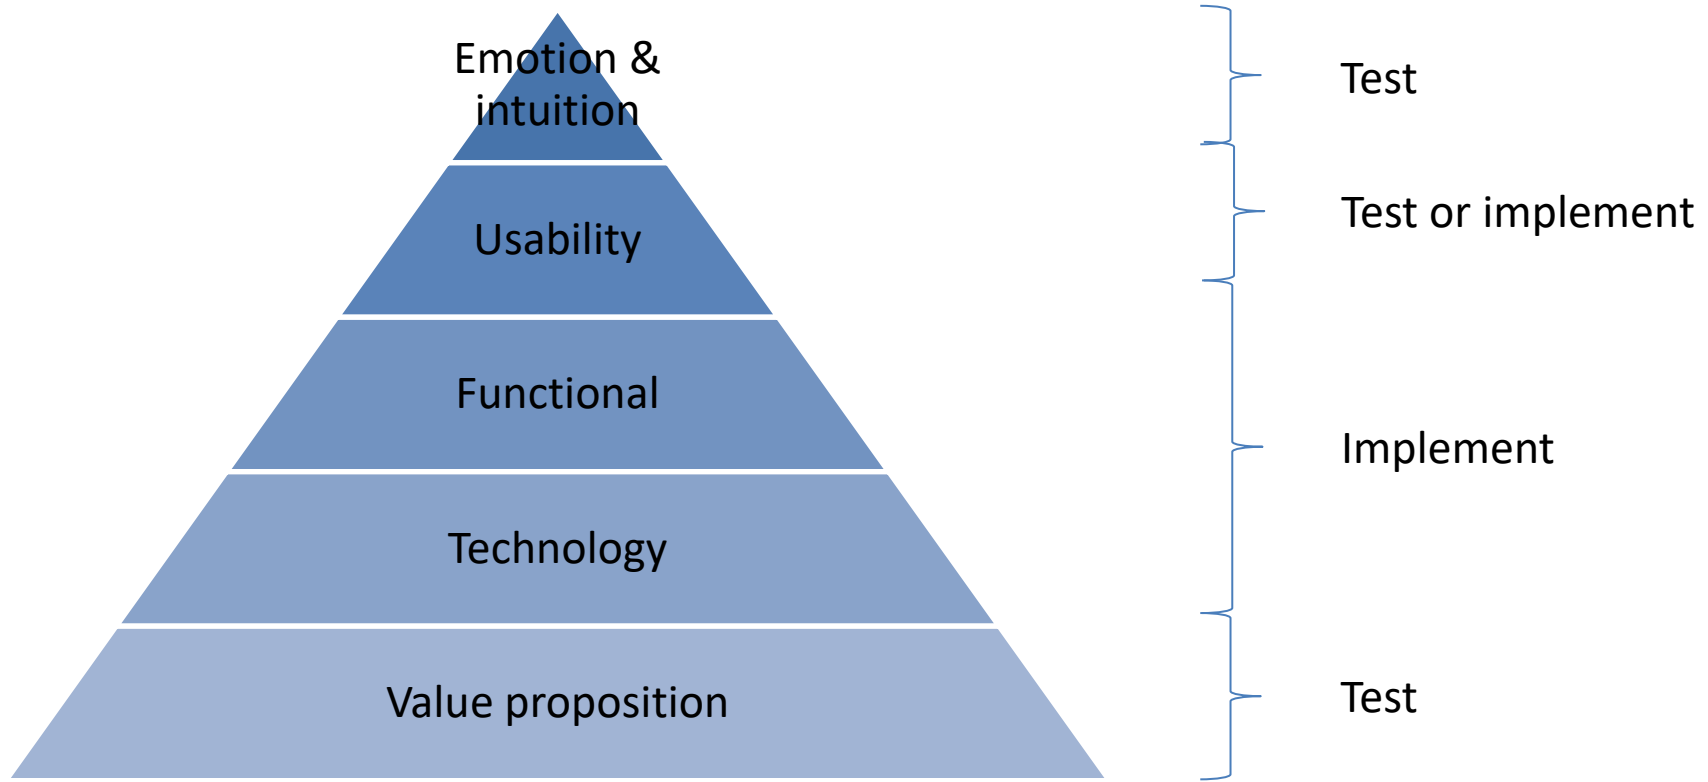 Emotion &
intuition
Test
Usability
Test or implement
Functional
Implement
Technology
Value proposition
Test